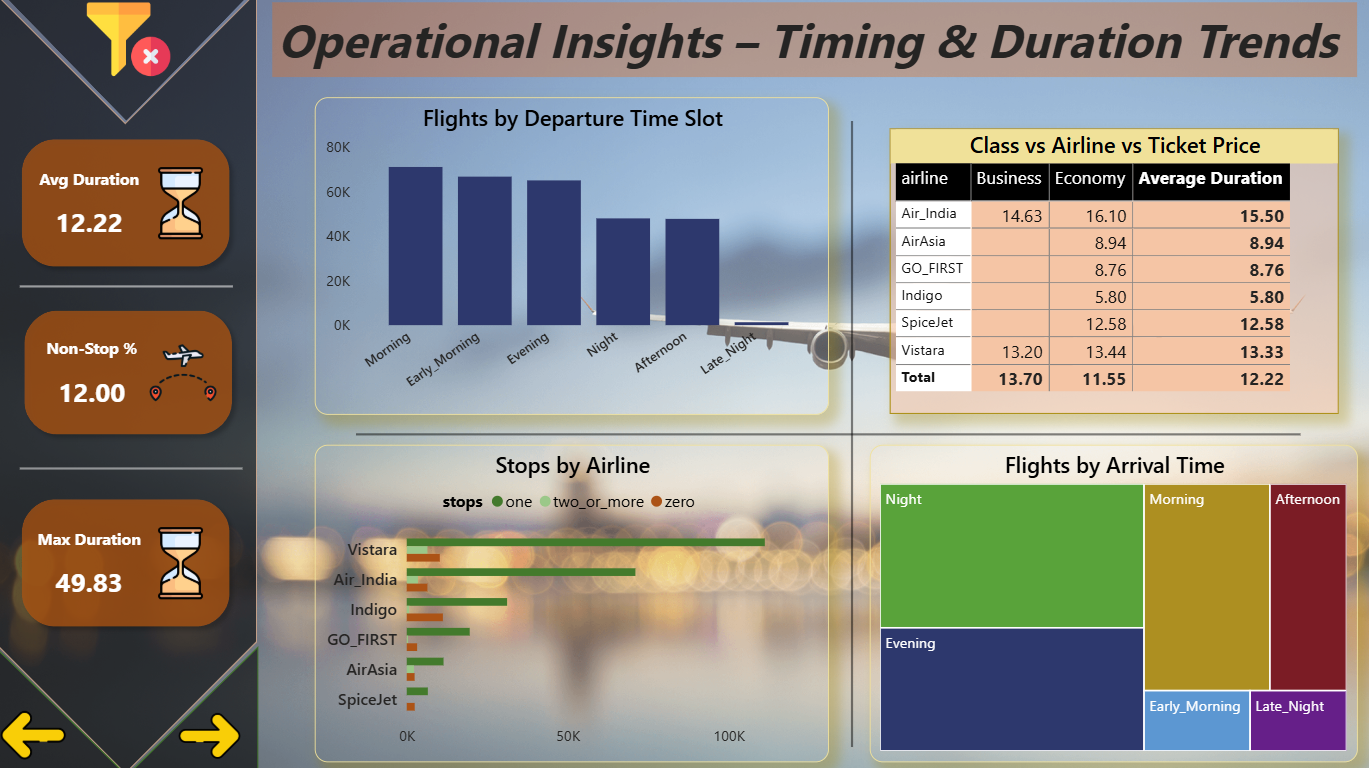 Operational Insights – Timing & Duration Trends
Avg Duration
12.22
Non-Stop %
12.00
Max Duration
49.83
Flights by Departure Time Slot
80K
60K
40K
20K
0K
Morning
Early_Morning
Evening
Night
Afternoon
Late_Night
Class vs Airline vs Ticket Price
airline Business Economy Average Duration
Air_India 14.63 16.10 15.50
AirAsia 8.94 8.94
GO_FIRST 8.76 8.76
Indigo 5.80 5.80
SpiceJet 12.58 12.58
Vistara 13.20 13.44 13.33
Total 13.70 11.55 12.22
Stops by Airline
stops one two_or_more zero
Vistara
Air_India
Indigo
GO_FIRST
AirAsia
SpiceJet
0K 50K 100K
Flights by Arrival Time
Night
Morning
Afternoon
Evening
Early_Morning
Late_Night